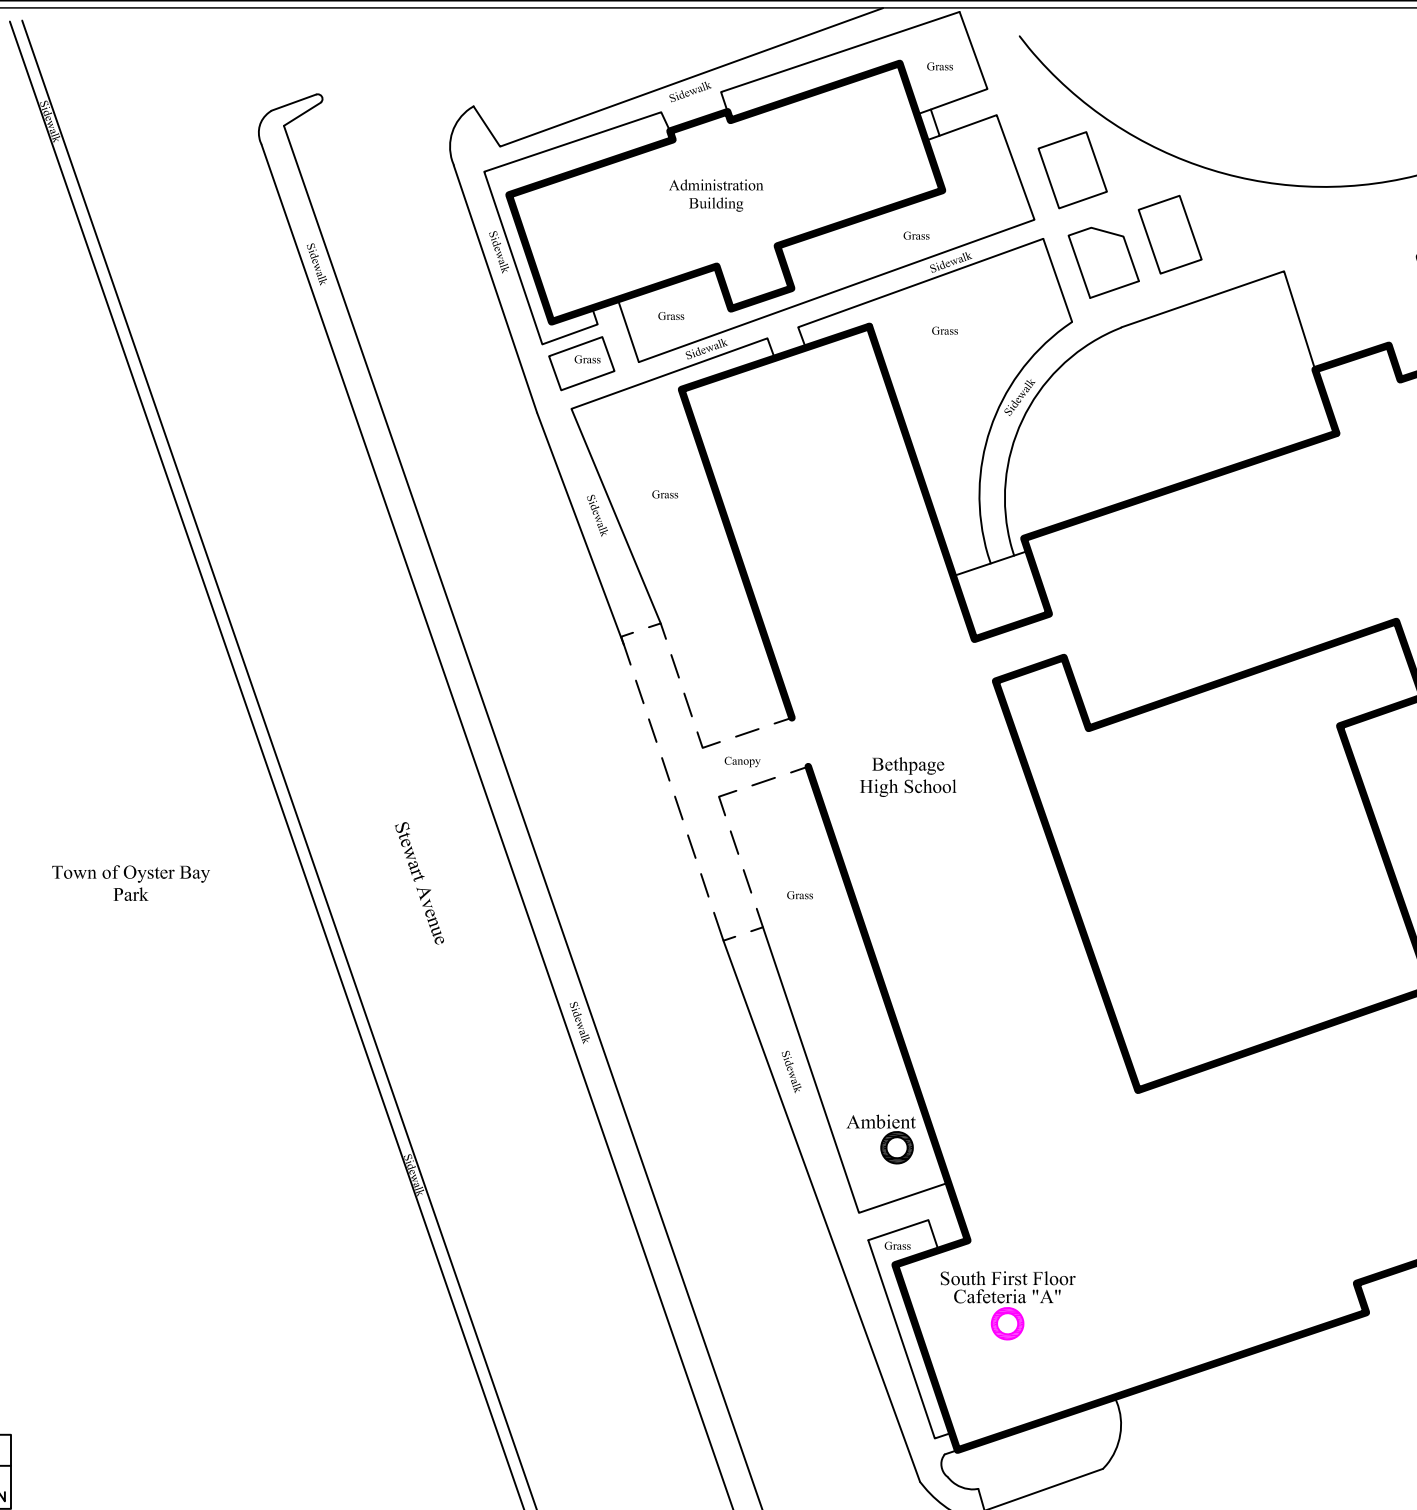 Sidewalk
Grass
Sidewalk
Administration
Building
Sidewalk
Grass
Sidewalk
Sidewalk
Grass
Grass
Sidewalk
Grass
Sidewalk
Grass
Sidewalk
Canopy
Bethpage
High School
Stewart Avenue
Town of Oyster Bay
Park
Grass
Sidewalk
Sidewalk
Ambient
Sidewalk
Grass
South First Floor
Cafeteria "A"
N